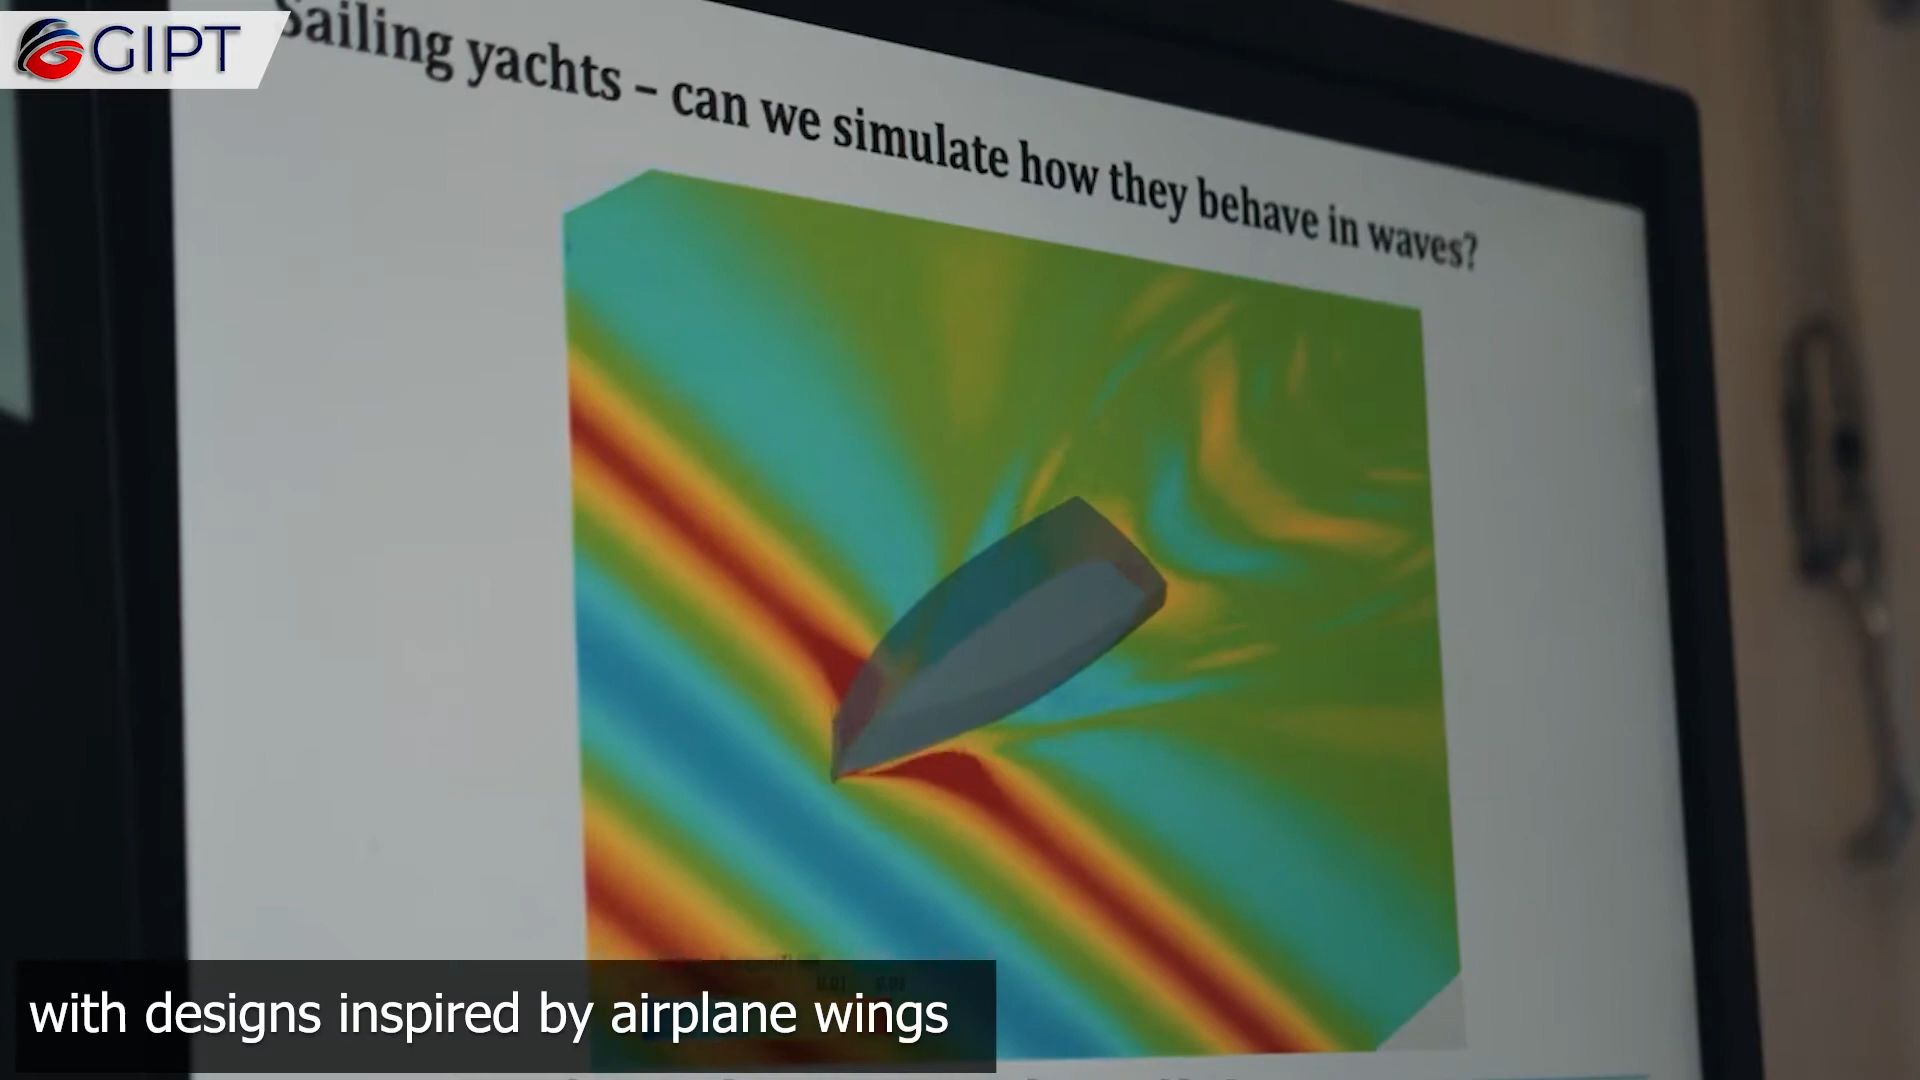 GIPT
Sailing yachts – can we simulate how they behave in waves?
with designs inspired by airplane wings